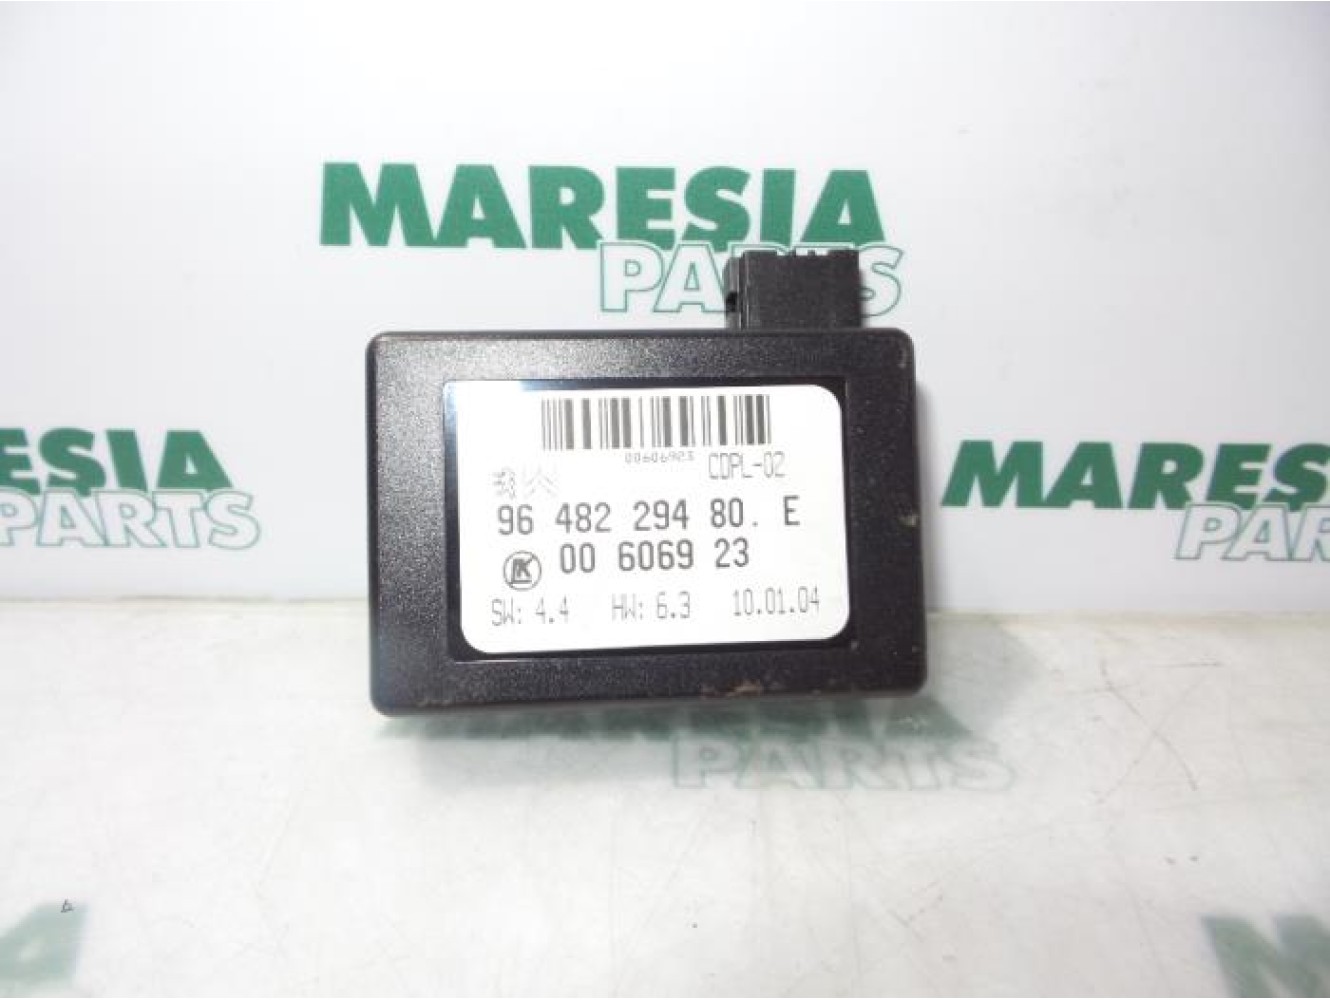 MARESIA
PARTS
ESIA
PARTS
MARES
PAR
00606923
CDPL-02
96 482 294 80. E
00 6069 23
SW: 4.4 HW: 6.3 10.01.04
PARTS